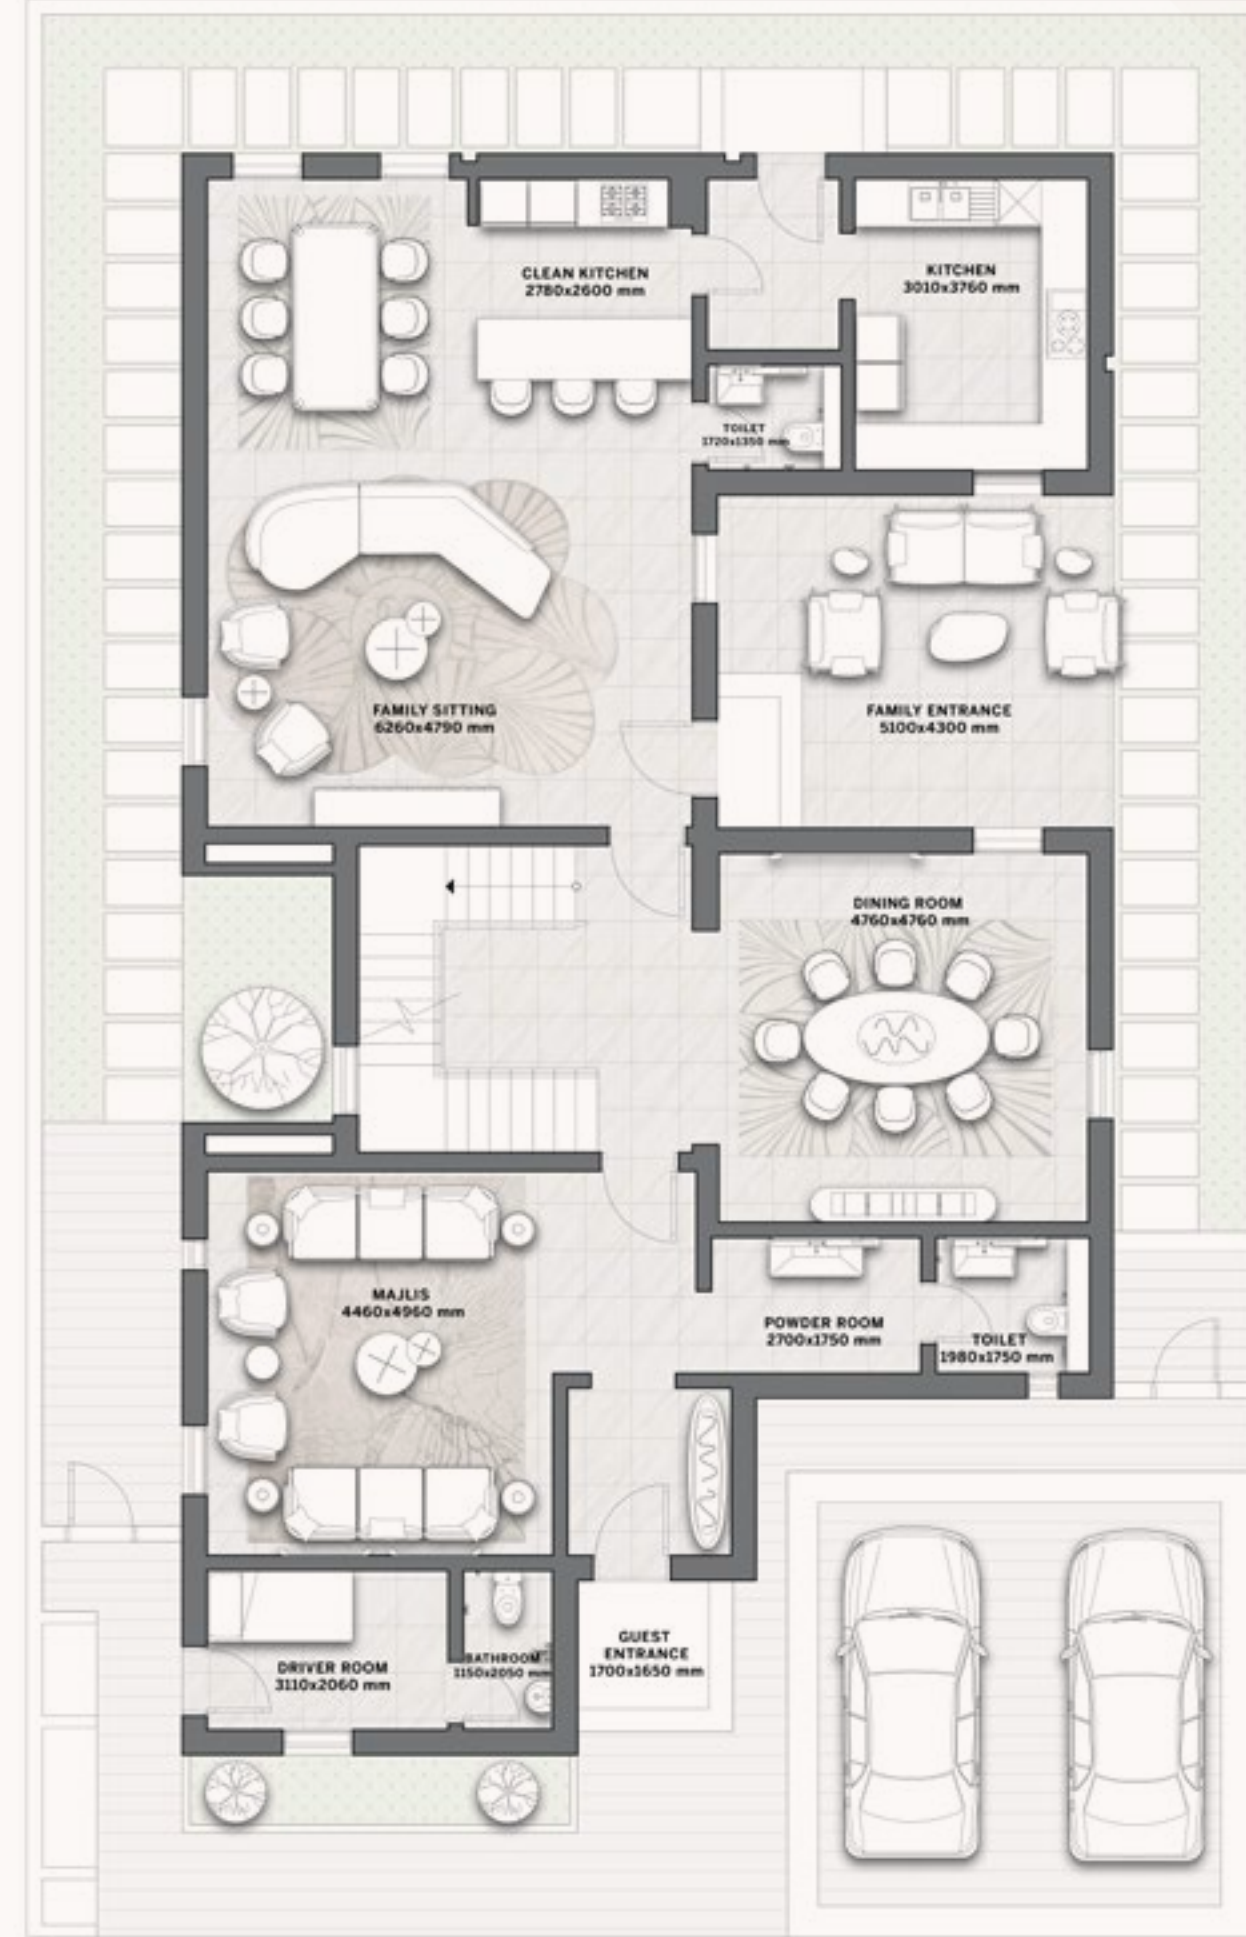 CLEAN KITCHEN
2780x2600 mm
KITCHEN
3010x3760 mm
TOILET
1720x1350 mm
FAMILY SITTING
6260x4790 mm
FAMILY ENTRANCE
5100x4300 mm
DINING ROOM
4760x4760 mm
MAJLIS
4460x4960 mm
POWDER ROOM
2700x1750 mm
TOILET
1980x1750 mm
DRIVER ROOM
3110x2060 mm
BATHROOM
1150x2050 mm
GUEST
ENTRANCE
1700x1650 mm